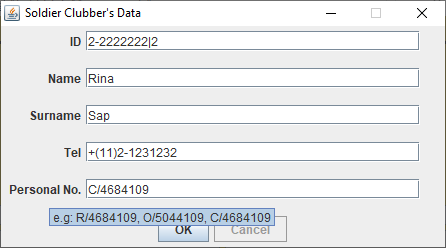 Soldier Clubber's Data
ID 2-2222222|2
Name Rina
Surname Sap
Tel +(11)2-1231232
Personal No. C/4684109
e.g: R/4684109, O/5044109, C/4684109
OK Cancel